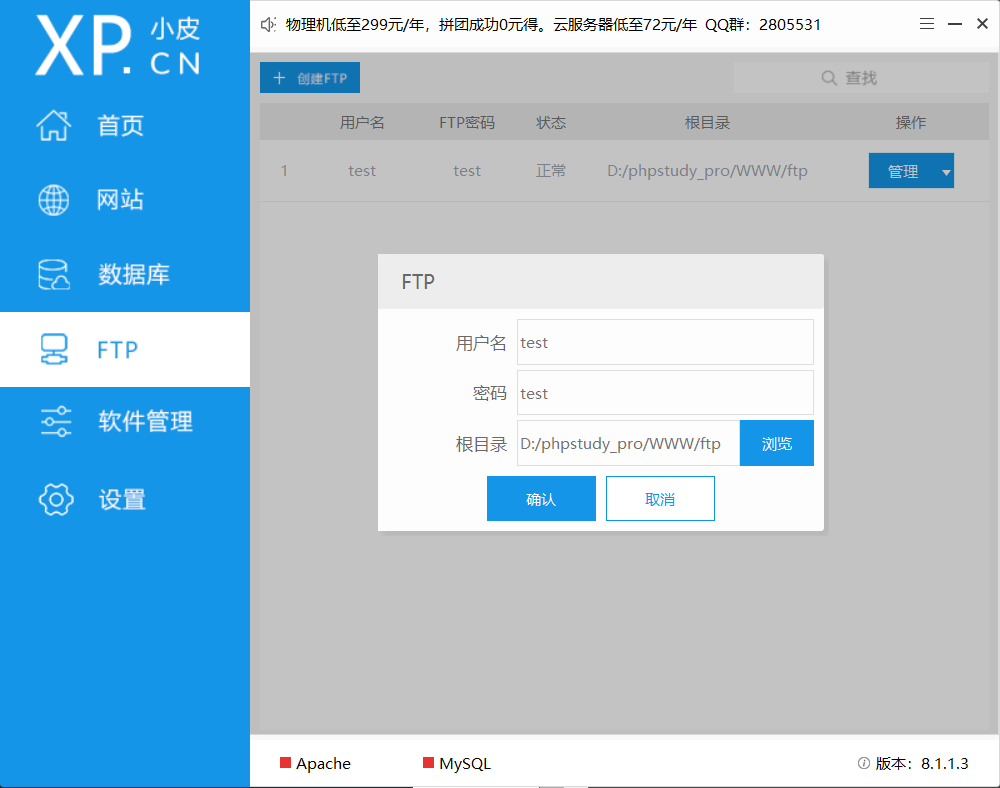 XP.小皮CN
物理机低至299元/年，拼团成功0元得。云服务器低至72元/年 QQ群：2805531
首页
网站
数据库
FTP
软件管理
设置
+ 创建FTP
查找
用户名 FTP密码 状态 根目录 操作
1 test test 正常 D:/phpstudy_pro/WWW/ftp 管理
FTP
用户名 test
密码 test
根目录 D:/phpstudy_pro/WWW/ftp 浏览
确认 取消
Apache MySQL 版本：8.1.1.3